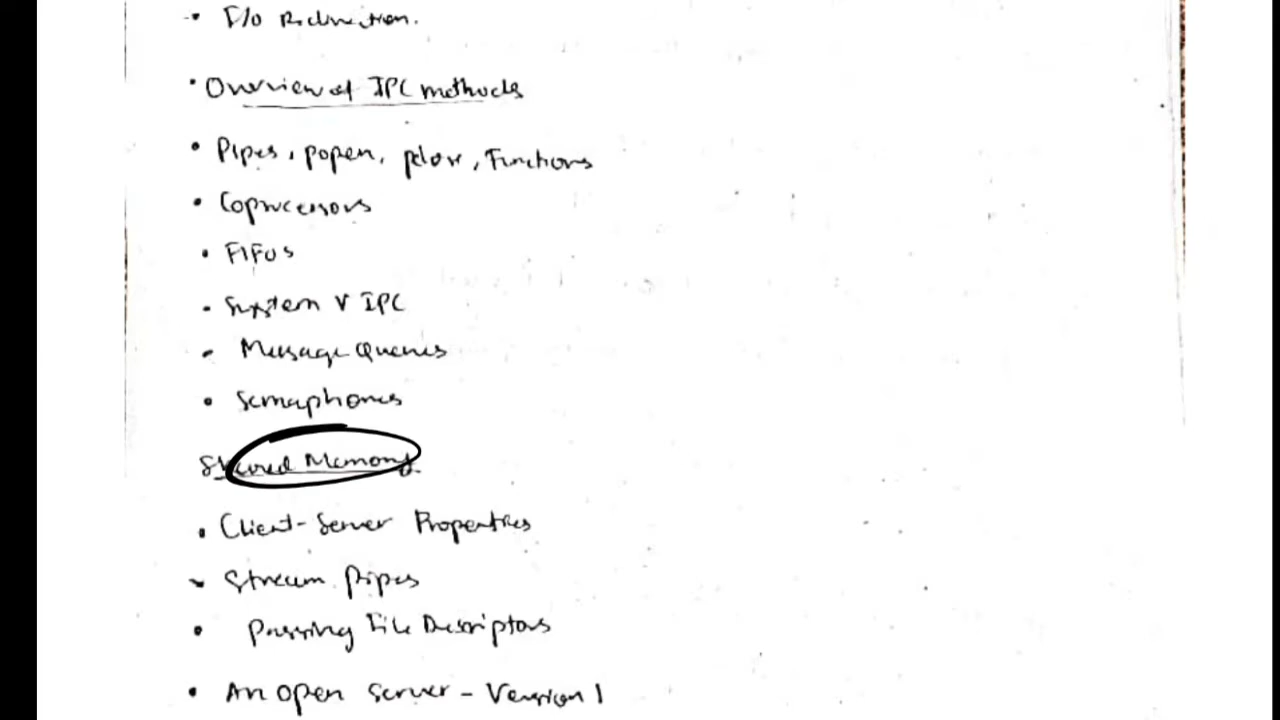 • I/O Redirection.
• Overview of IPC methods
• Pipes, popen, pclose, Functions
• Coprocessors
• FIFOs
• System V IPC
• Message Queues
• Semaphores
Shared Memory.
• Client-Server Properties
• Stream Pipes
• Passing File Descriptors
• An open server - Version 1